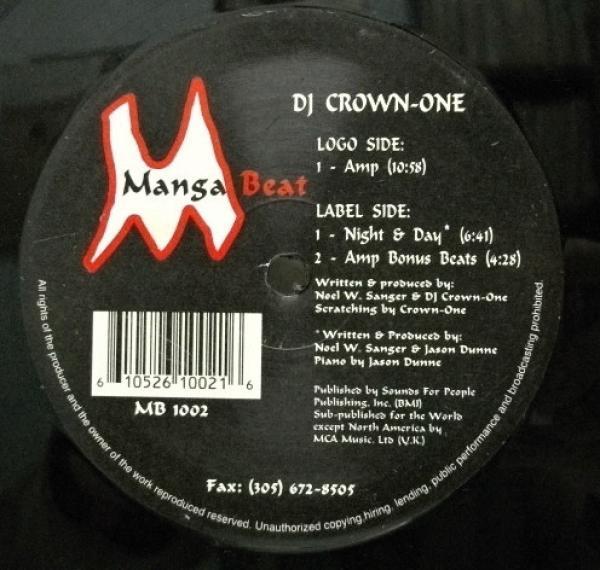 DJ CROWN-ONE
Manga Beat
LOGO SIDE:
1 - Amp (10:58)
LABEL SIDE:
1 - Night & Day* (6:41)
2 - Amp Bonus Beats (4:28)
Written & produced by:
Noel W. Sanger & DJ Crown-One
Scratching by Crown-One
*Written & Produced by:
Noel W. Sanger & Jason Dunne
Piano by Jason Dunne
Published by Sounds For People
Publishing, Inc. (BMI)
Sub-published for the World
except North America by
MCA Music, Ltd (U.K.)
6 10526 10021 6
MB 1002
Fax: (305) 672-8505
All rights of the producer and the owner of the work reproduced reserved. Unauthorized copying,hiring, lending, public performance and broadcasting prohibited.